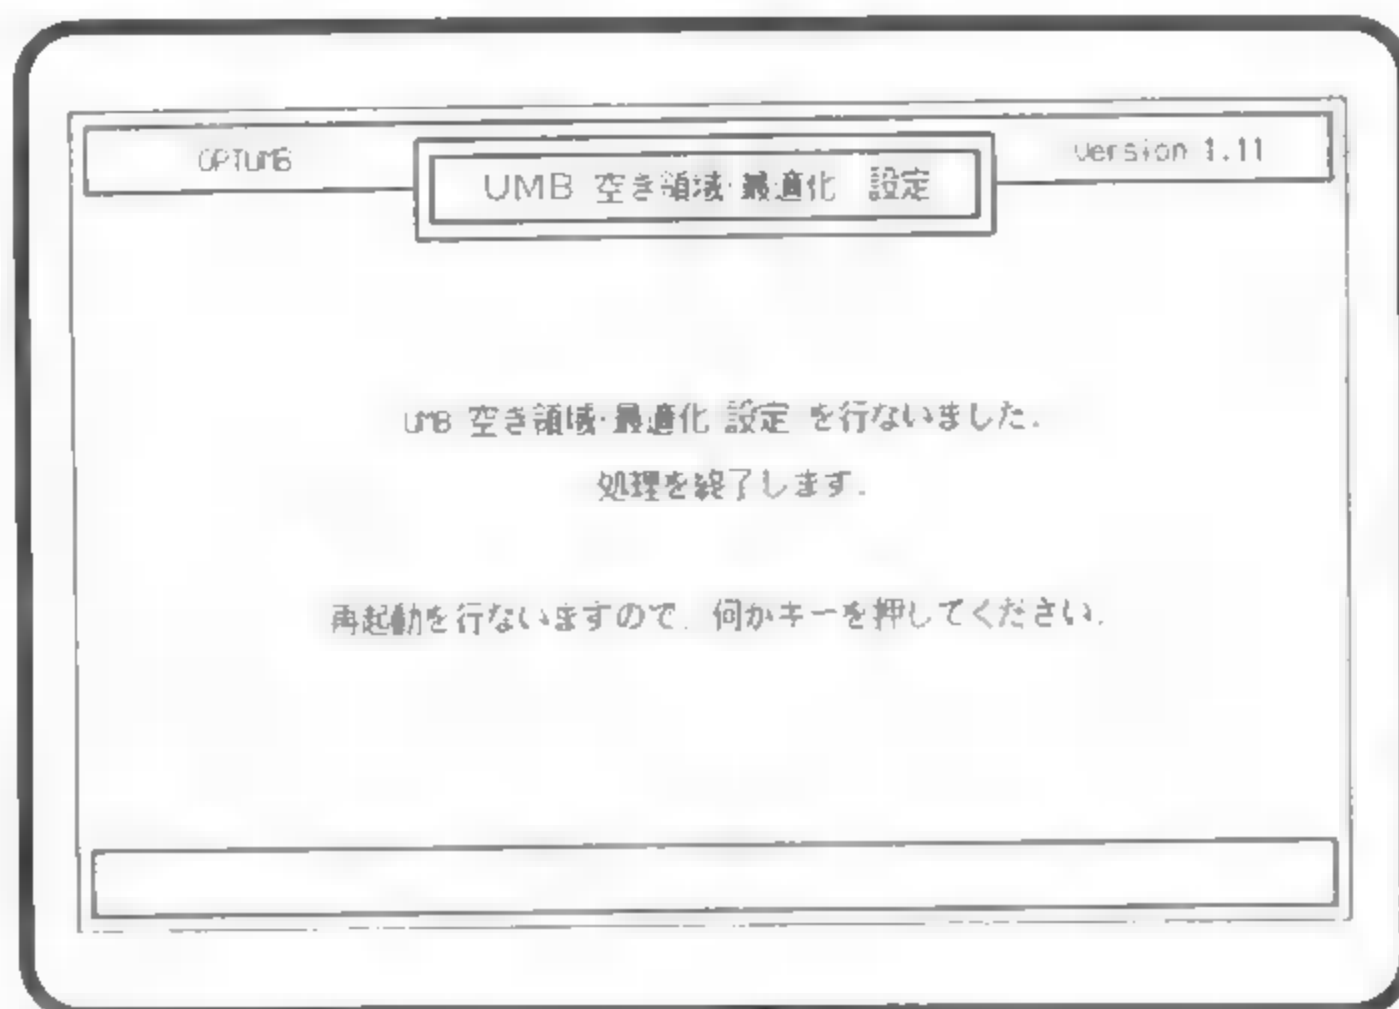 OPTUMB
UMB 空き領域・最適化 設定
Version 1.11
UMB 空き領域・最適化 設定 を行ないました.
処理を終了します.
再起動を行ないますので. 何かキーを押してください.